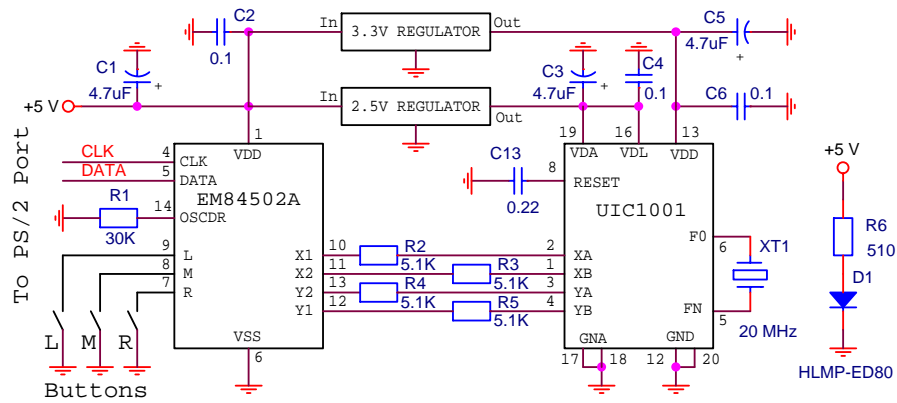 C2
In
3.3V REGULATOR
Out
C5
4.7uF
+
0.1
C1
4.7uF
+
C3
4.7uF
+
C4
0.1
C6
0.1
+5 V
In
2.5V REGULATOR
Out
1
VDD
19
VDA
16
VDL
13
VDD
+5 V
To PS/2 Port
CLK
4
CLK
DATA
5
DATA
EM84502A
C13
0.22
8
RESET
UIC1001
R1
30K
14
OSCDR
R6
510
9
L
X1
10
R2
5.1K
2
XA
F0
6
XT1
8
M
X2
11
R3
5.1K
1
XB
7
R
Y2
13
R4
5.1K
3
YA
D1
Y1
12
R5
5.1K
4
YB
FN
5
20 MHz
L
M
R
VSS
6
GNA
17
18
GND
12
20
HLMP-ED80
Buttons